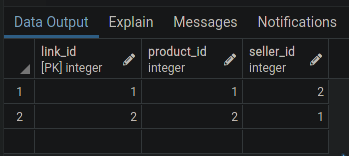 Data Output Explain Messages Notifications
link_id product_id seller_id
[PK] integer integer integer
1 1 1 2
2 2 2 1